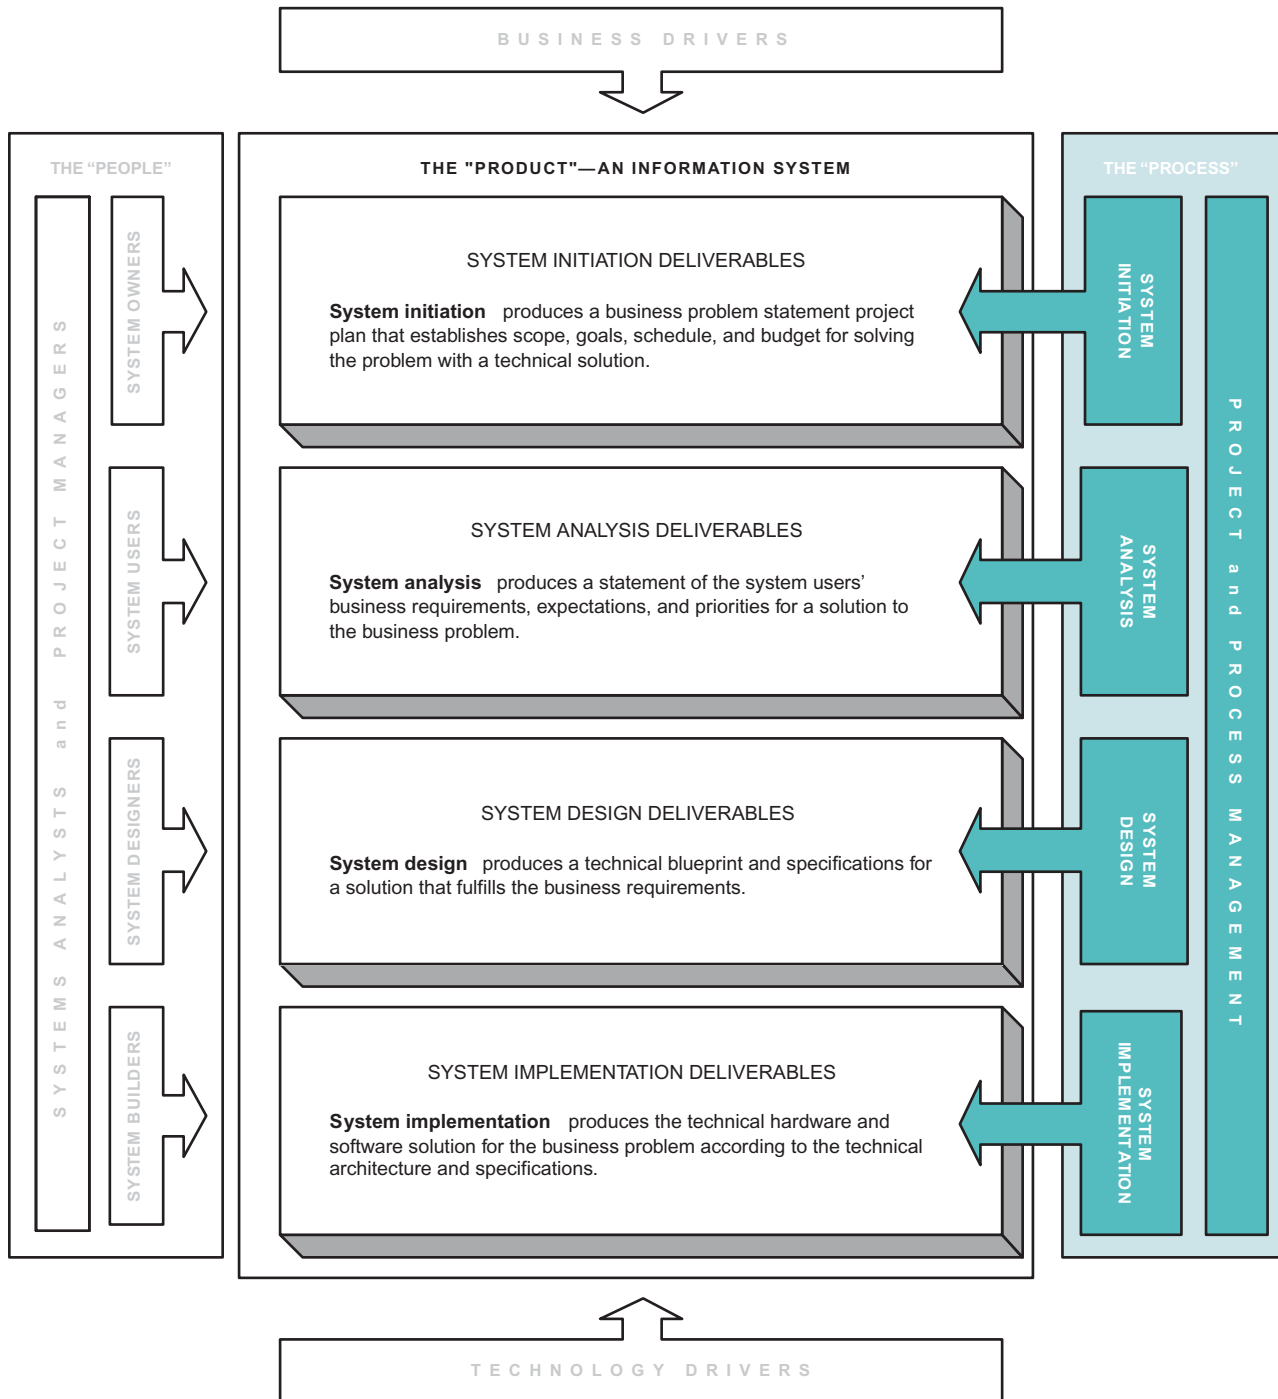 BUSINESS DRIVERS
THE “PEOPLE”
SYSTEMS ANALYSTS and PROJECT MANAGERS
SYSTEM OWNERS
SYSTEM USERS
SYSTEM DESIGNERS
SYSTEM BUILDERS
THE "PRODUCT"—AN INFORMATION SYSTEM
SYSTEM INITIATION DELIVERABLES
System initiation produces a business problem statement project
plan that establishes scope, goals, schedule, and budget for solving
the problem with a technical solution.
SYSTEM ANALYSIS DELIVERABLES
System analysis produces a statement of the system users’
business requirements, expectations, and priorities for a solution to
the business problem.
SYSTEM DESIGN DELIVERABLES
System design produces a technical blueprint and specifications for
a solution that fulfills the business requirements.
SYSTEM IMPLEMENTATION DELIVERABLES
System implementation produces the technical hardware and
software solution for the business problem according to the technical
architecture and specifications.
THE “PROCESS”
SYSTEM
INITIATION
SYSTEM
ANALYSIS
SYSTEM
DESIGN
SYSTEM
IMPLEMENTATION
PROJECT and PROCESS MANAGEMENT
TECHNOLOGY DRIVERS